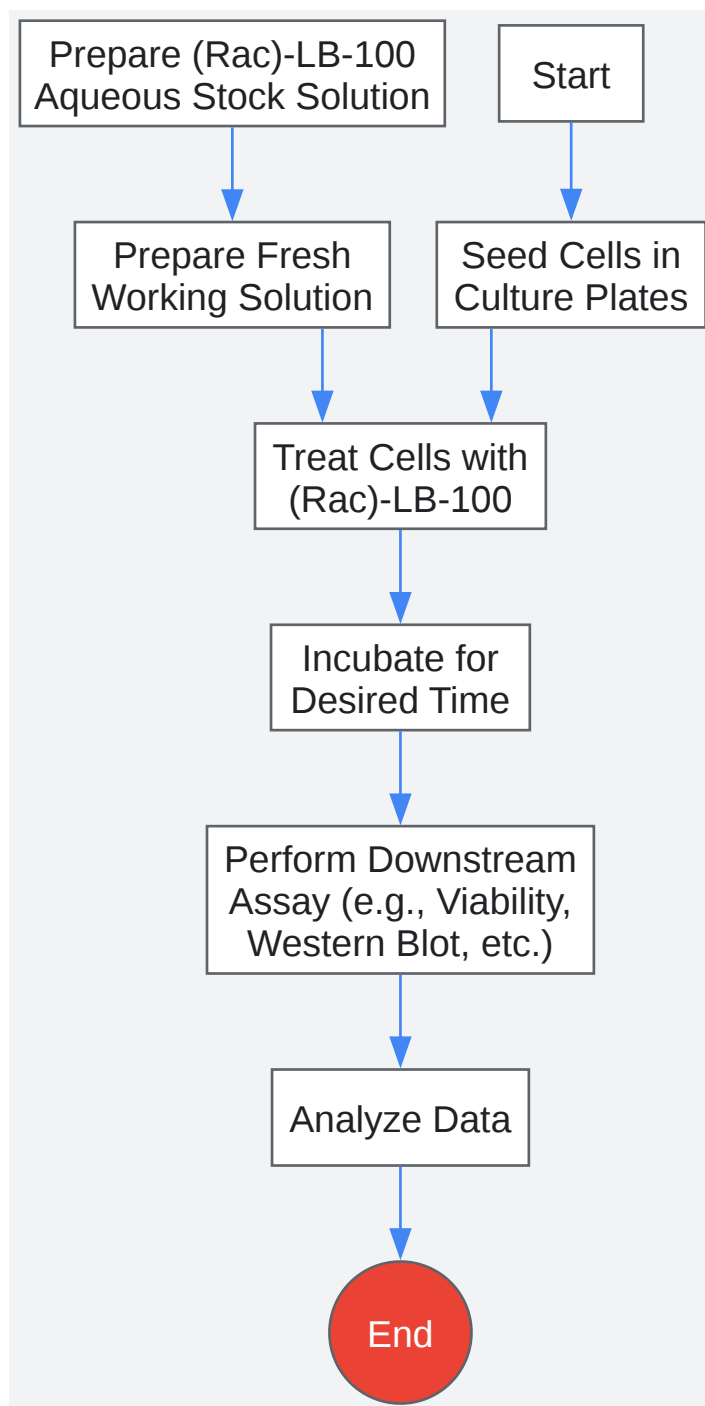 Prepare (Rac)-LB-100
Aqueous Stock Solution
Start
Prepare Fresh
Working Solution
Seed Cells in
Culture Plates
Treat Cells with
(Rac)-LB-100
Incubate for
Desired Time
Perform Downstream
Assay (e.g., Viability,
Western Blot, etc.)
Analyze Data
End